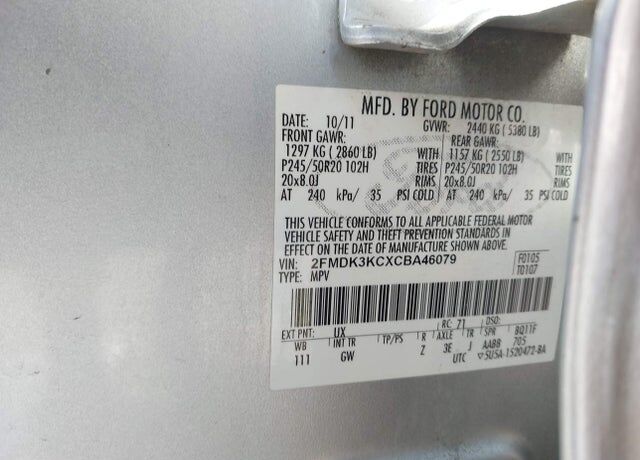 MFD. BY FORD MOTOR CO.
DATE: 10/11 GVWR: 2440 KG ( 5380 LB)
FRONT GAWR: REAR GAWR:
1297 KG ( 2860 LB) WITH 1157 KG ( 2550 LB) WITH
P245/50R20 102H TIRES P245/50R20 102H TIRES
20x8.0J RIMS 20x8.0J RIMS
AT 240 kPa/ 35 PSI COLD AT 240 kPa/ 35 PSI COLD
THIS VEHICLE CONFORMS TO ALL APPLICABLE FEDERAL MOTOR
VEHICLE SAFETY AND THEFT PREVENTION STANDARDS IN
EFFECT ON THE DATE OF MANUFACTURE SHOWN ABOVE.
VIN: 2FMDK3KCXCBA46079 F0105
TYPE: MPV T0107
EXT PNT: UX RC: 71 DSO:
WB INT TR TP/PS R AXLE TR SPR BQ11F
111 GW Z 3E J AABB 705
UTC 5U5A-1520472-BA